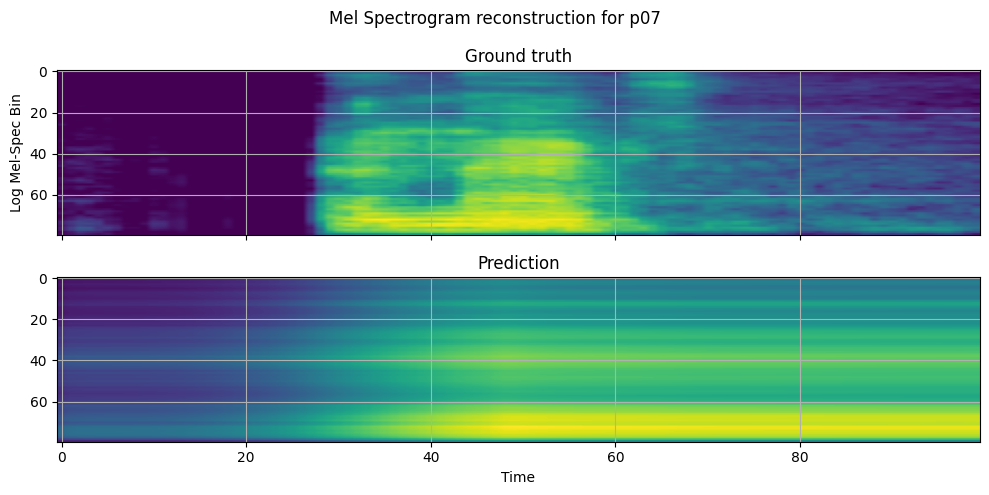 Mel Spectrogram reconstruction for p07
Ground truth
0
20
40
60
Log Mel-Spec Bin
Prediction
0
20
40
60
0 20 40 60 80
Time